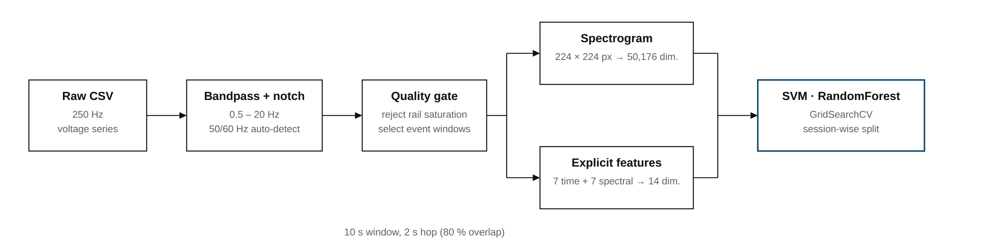 Raw CSV
250 Hz
voltage series
Bandpass + notch
0.5 – 20 Hz
50/60 Hz auto-detect
Quality gate
reject rail saturation
select event windows
Spectrogram
224 × 224 px → 50,176 dim.
Explicit features
7 time + 7 spectral → 14 dim.
SVM · RandomForest
GridSearchCV
session-wise split
10 s window, 2 s hop (80 % overlap)